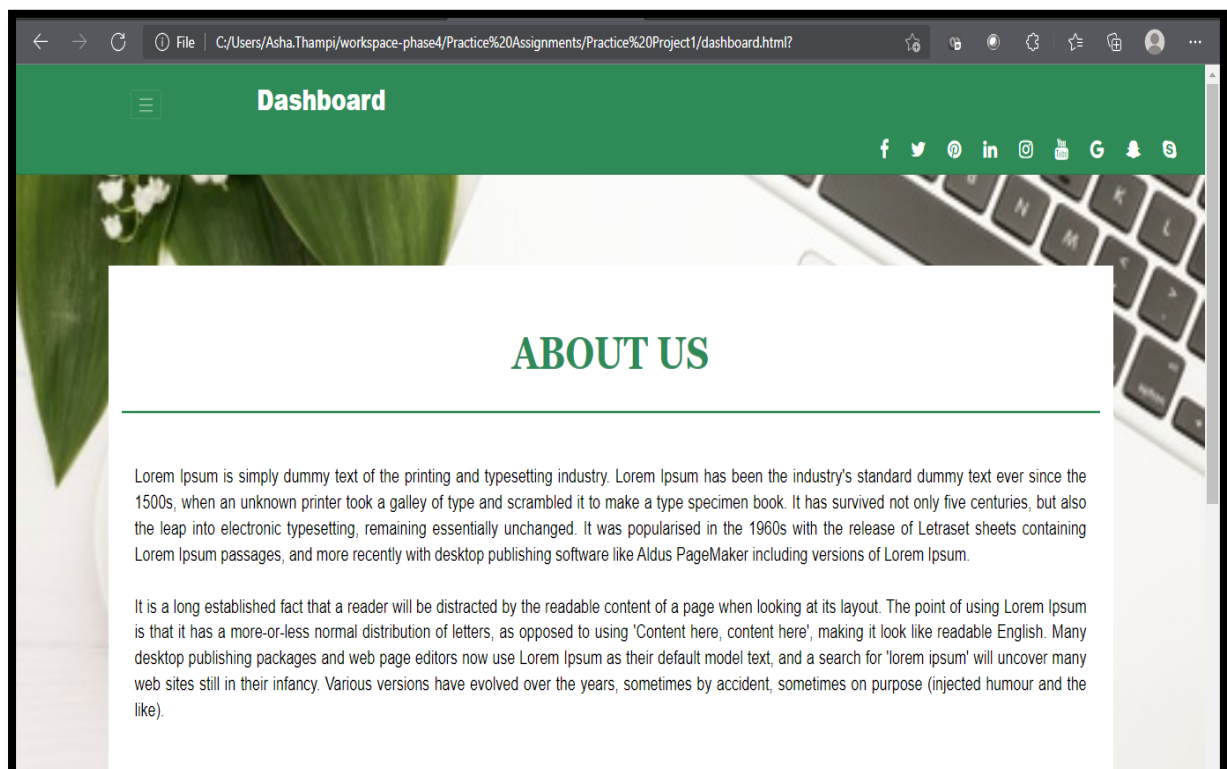 File | C:/Users/Asha.Thampi/workspace-phase4/Practice%20Assignments/Practice%20Project1/dashboard.html?
Dashboard
You Tube
N
M
K
L
ABOUT US
Lorem Ipsum is simply dummy text of the printing and typesetting industry. Lorem Ipsum has been the industry's standard dummy text ever since the
1500s, when an unknown printer took a galley of type and scrambled it to make a type specimen book. It has survived not only five centuries, but also
the leap into electronic typesetting, remaining essentially unchanged. It was popularised in the 1960s with the release of Letraset sheets containing
Lorem Ipsum passages, and more recently with desktop publishing software like Aldus PageMaker including versions of Lorem Ipsum.
It is a long established fact that a reader will be distracted by the readable content of a page when looking at its layout. The point of using Lorem Ipsum
is that it has a more-or-less normal distribution of letters, as opposed to using 'Content here, content here', making it look like readable English. Many
desktop publishing packages and web page editors now use Lorem Ipsum as their default model text, and a search for 'lorem ipsum' will uncover many
web sites still in their infancy. Various versions have evolved over the years, sometimes by accident, sometimes on purpose (injected humour and the
like).